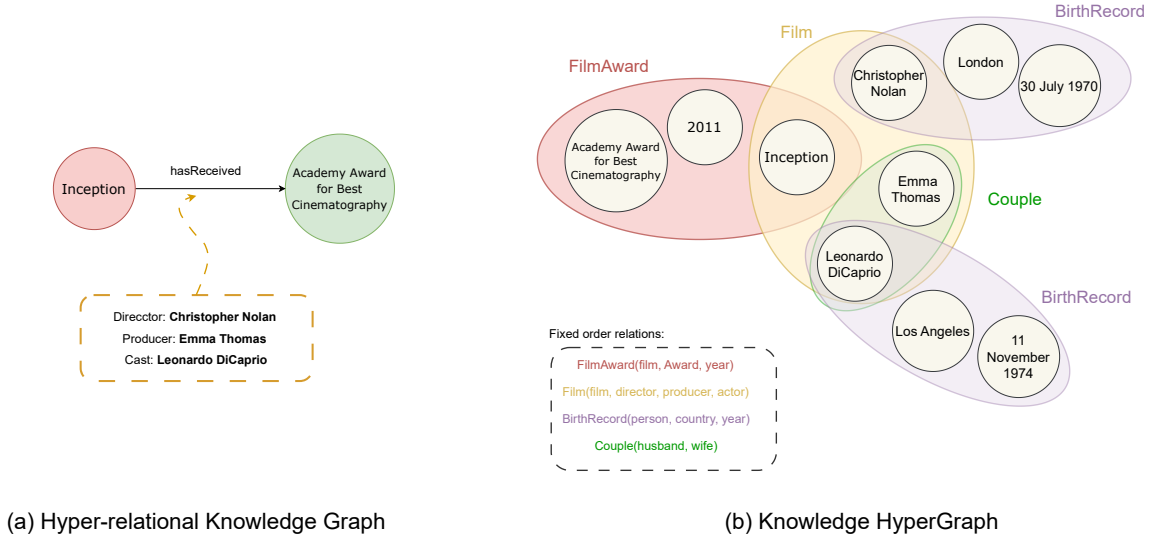 Inception
hasReceived
Academy Award
for Best
Cinematography
Direcctor: Christopher Nolan
Producer: Emma Thomas
Cast: Leonardo DiCaprio
(a) Hyper-relational Knowledge Graph
BirthRecord
Film
FilmAward
Christopher
Nolan
London
30 July 1970
Academy Award
for Best
Cinematography
2011
Inception
Emma
Thomas
Couple
Leonardo
DiCaprio
BirthRecord
Los Angeles
11
November
1974
Fixed order relations:
FilmAward(film, Award, year)
Film(film, director, producer, actor)
BirthRecord(person, country, year)
Couple(husband, wife)
(b) Knowledge HyperGraph